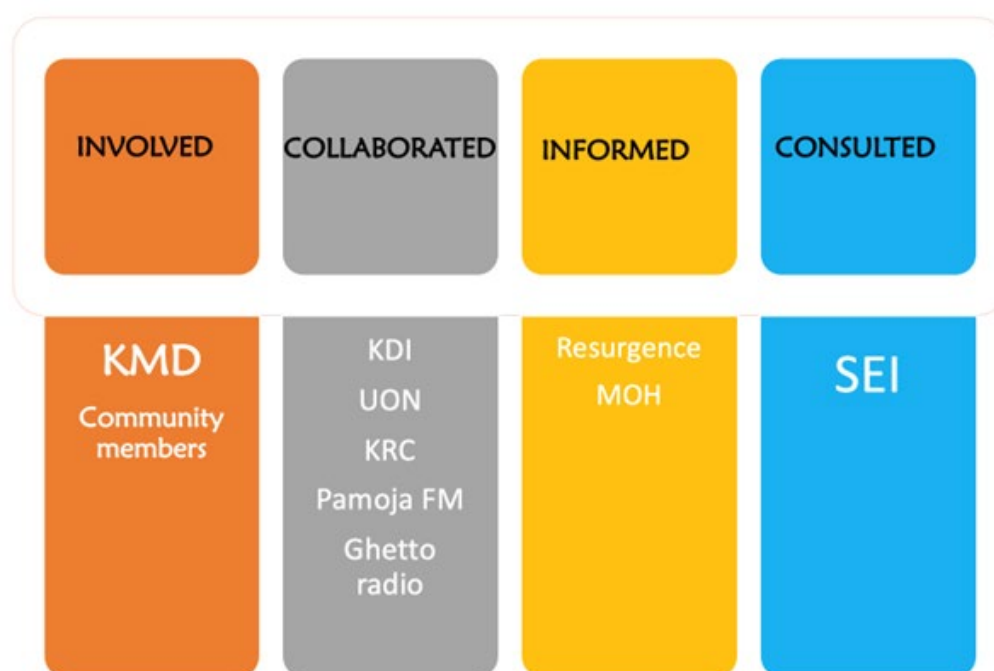 INVOLVED
COLLABORATED
INFORMED
CONSULTED
KMD
Community
members
KDI
UON
KRC
Pamoja FM
Ghetto
radio
Resurgence
MOH
SEI